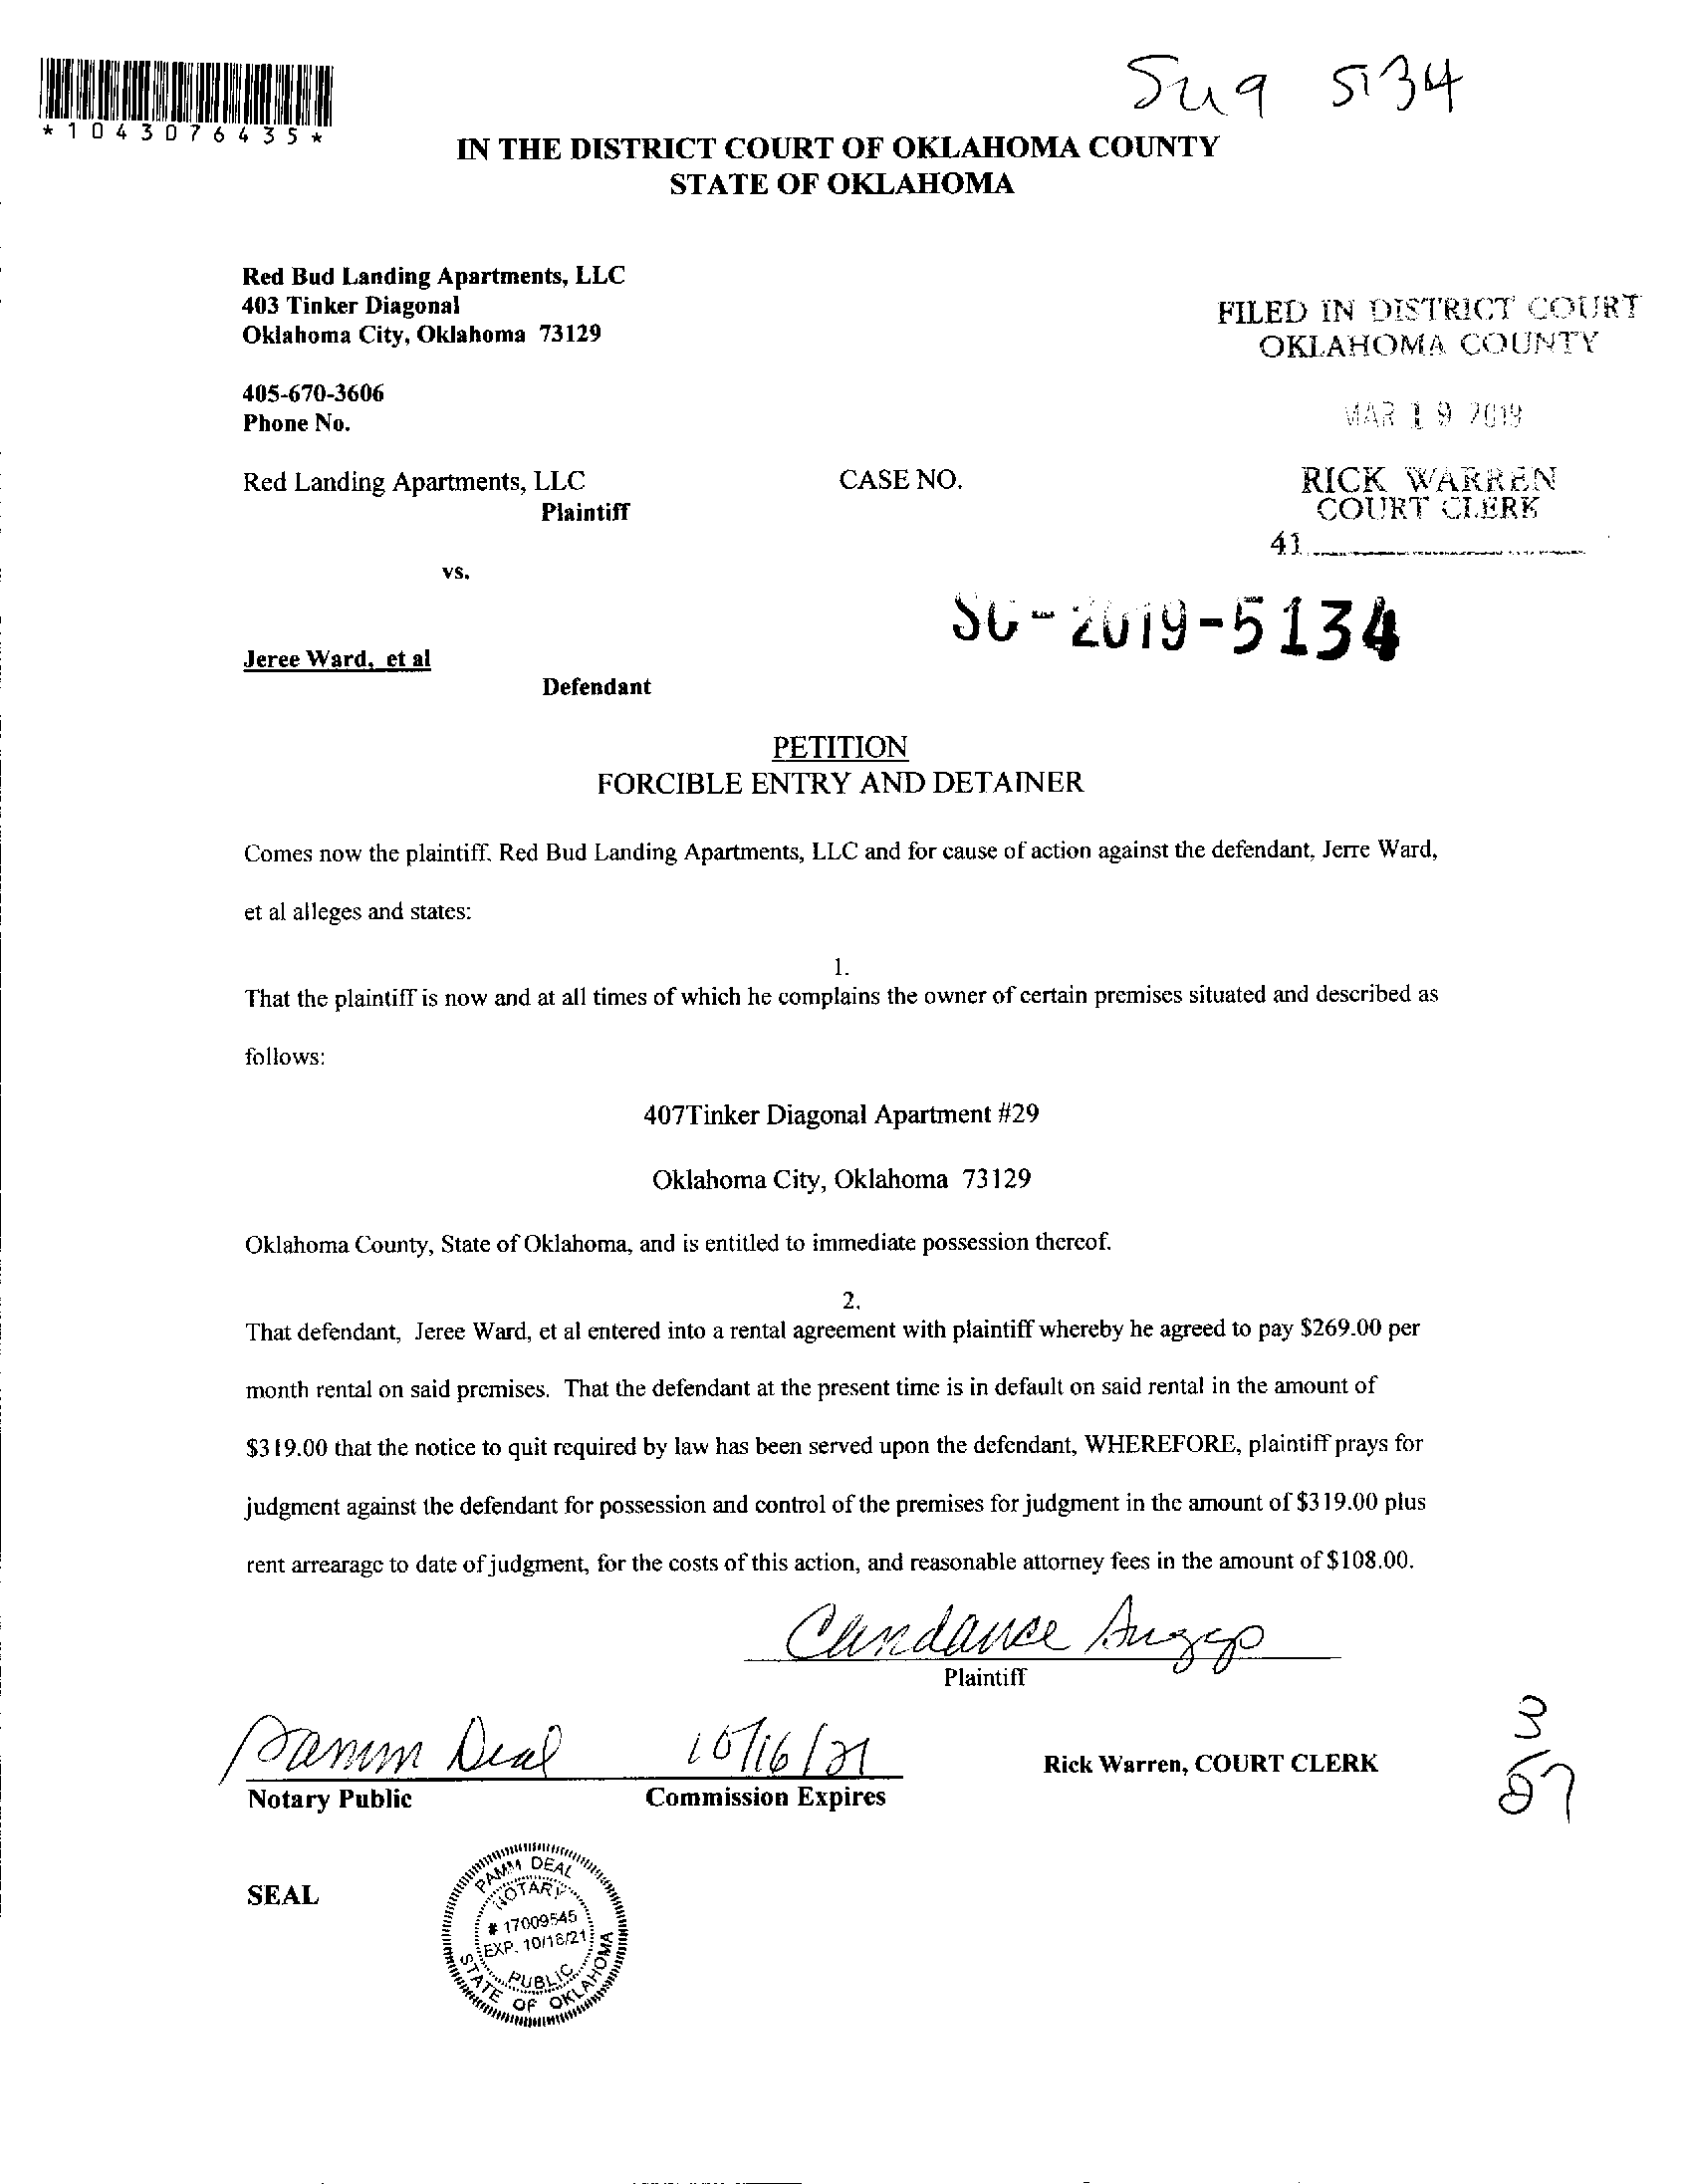 *1043076435*
5134
IN THE DISTRICT COURT OF OKLAHOMA COUNTY
STATE OF OKLAHOMA
Red Bud Landing Apartments, LLC
403 Tinker Diagonal
Oklahoma City, Oklahoma 73129
FILED IN DISTRICT COURT
OKLAHOMA COUNTY
405-670-3606
Phone No.
MAR 19 2019
Red Landing Apartments, LLC
CASE NO.
RICK WARREN
COURT CLERK
Plaintiff
41
vs.
SC-2019-5134
Jeree Ward, et al
Defendant
PETITION
FORCIBLE ENTRY AND DETAINER
Comes now the plaintiff, Red Bud Landing Apartments, LLC and for cause of action against the defendant, Jerre Ward,
et al alleges and states:
1.
That the plaintiff is now and at all times of which he complains the owner of certain premises situated and described as
follows:
407Tinker Diagonal Apartment #29
Oklahoma City, Oklahoma 73129
Oklahoma County, State of Oklahoma, and is entitled to immediate possession thereof.
2.
That defendant, Jeree Ward, et al entered into a rental agreement with plaintiff whereby he agreed to pay $269.00 per
month rental on said premises. That the defendant at the present time is in default on said rental in the amount of
$319.00 that the notice to quit required by law has been served upon the defendant, WHEREFORE, plaintiff prays for
judgment against the defendant for possession and control of the premises for judgment in the amount of $319.00 plus
rent arrearage to date of judgment, for the costs of this action, and reasonable attorney fees in the amount of $108.00.
Plaintiff
Pamm Deal 10/16/21
Rick Warren, COURT CLERK
Notary Public
Commission Expires
SEAL
PAMM DEAL
NOTARY
# 17009545
EXP. 10/16/21
PUBLIC
STATE OF OKLAHOMA